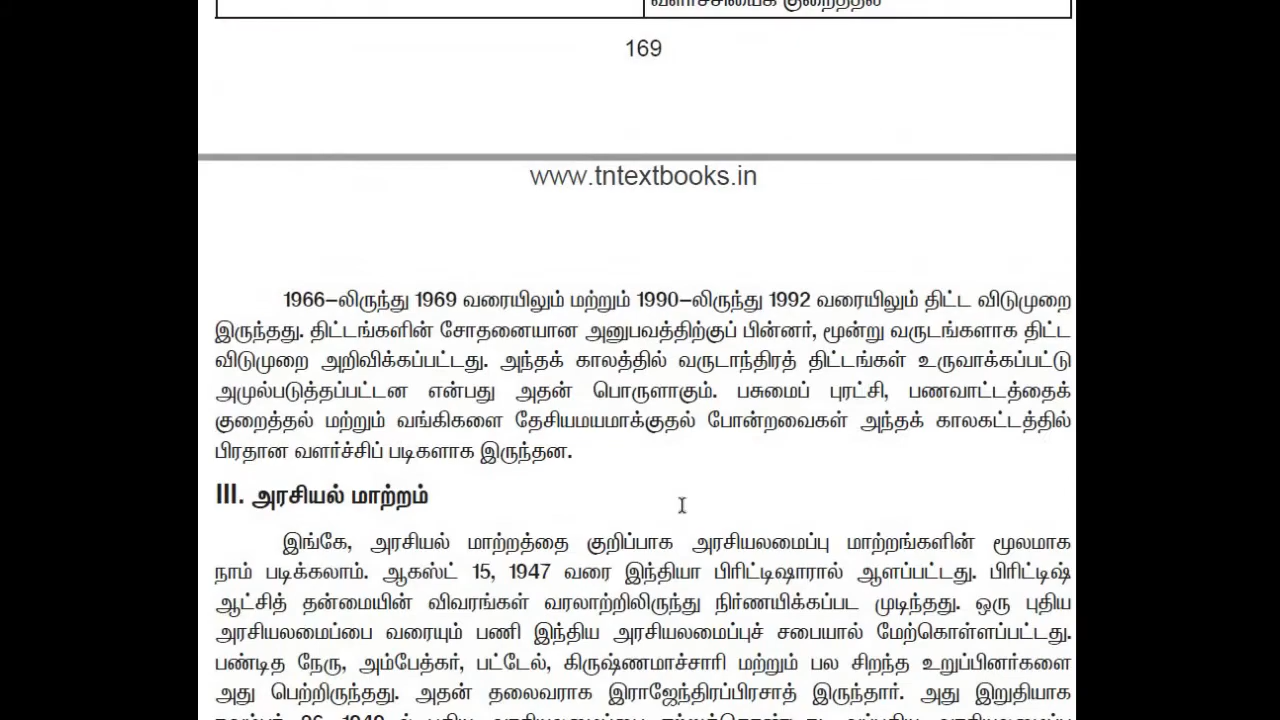 வளர்ச்சியைக் குறைத்தல்
169
www.tntextbooks.in
1966–லிருந்து 1969 வரையிலும் மற்றும் 1990–லிருந்து 1992 வரையிலும் திட்ட விடுமுறை
இருந்தது. திட்டங்களின் சோதனையான அனுபவத்திற்குப் பின்னர், மூன்று வருடங்களாக திட்ட
விடுமுறை அறிவிக்கப்பட்டது. அந்தக் காலத்தில் வருடாந்திரத் திட்டங்கள் உருவாக்கப்பட்டு
அமுல்படுத்தப்பட்டன என்பது அதன் பொருளாகும். பசுமைப் புரட்சி, பணவாட்டத்தைக்
குறைத்தல் மற்றும் வங்கிகளை தேசியமயமாக்குதல் போன்றவைகள் அந்தக் காலகட்டத்தில்
பிரதான வளர்ச்சிப் படிகளாக இருந்தன.
III. அரசியல் மாற்றம்
இங்கே, அரசியல் மாற்றத்தை குறிப்பாக அரசியலமைப்பு மாற்றங்களின் மூலமாக
நாம் படிக்கலாம். ஆகஸ்ட் 15, 1947 வரை இந்தியா பிரிட்டிஷாரால் ஆளப்பட்டது. பிரிட்டிஷ்
ஆட்சித் தன்மையின் விவரங்கள் வரலாற்றிலிருந்து நிர்ணயிக்கப்பட முடிந்தது. ஒரு புதிய
அரசியலமைப்பை வரையும் பணி இந்திய அரசியலமைப்புச் சபையால் மேற்கொள்ளப்பட்டது.
பண்டித நேரு, அம்பேத்கர், பட்டேல், கிருஷ்ணமாச்சாரி மற்றும் பல சிறந்த உறுப்பினர்களை
அது பெற்றிருந்தது. அதன் தலைவராக இராஜேந்திரப்பிரசாத் இருந்தார். அது இறுதியாக